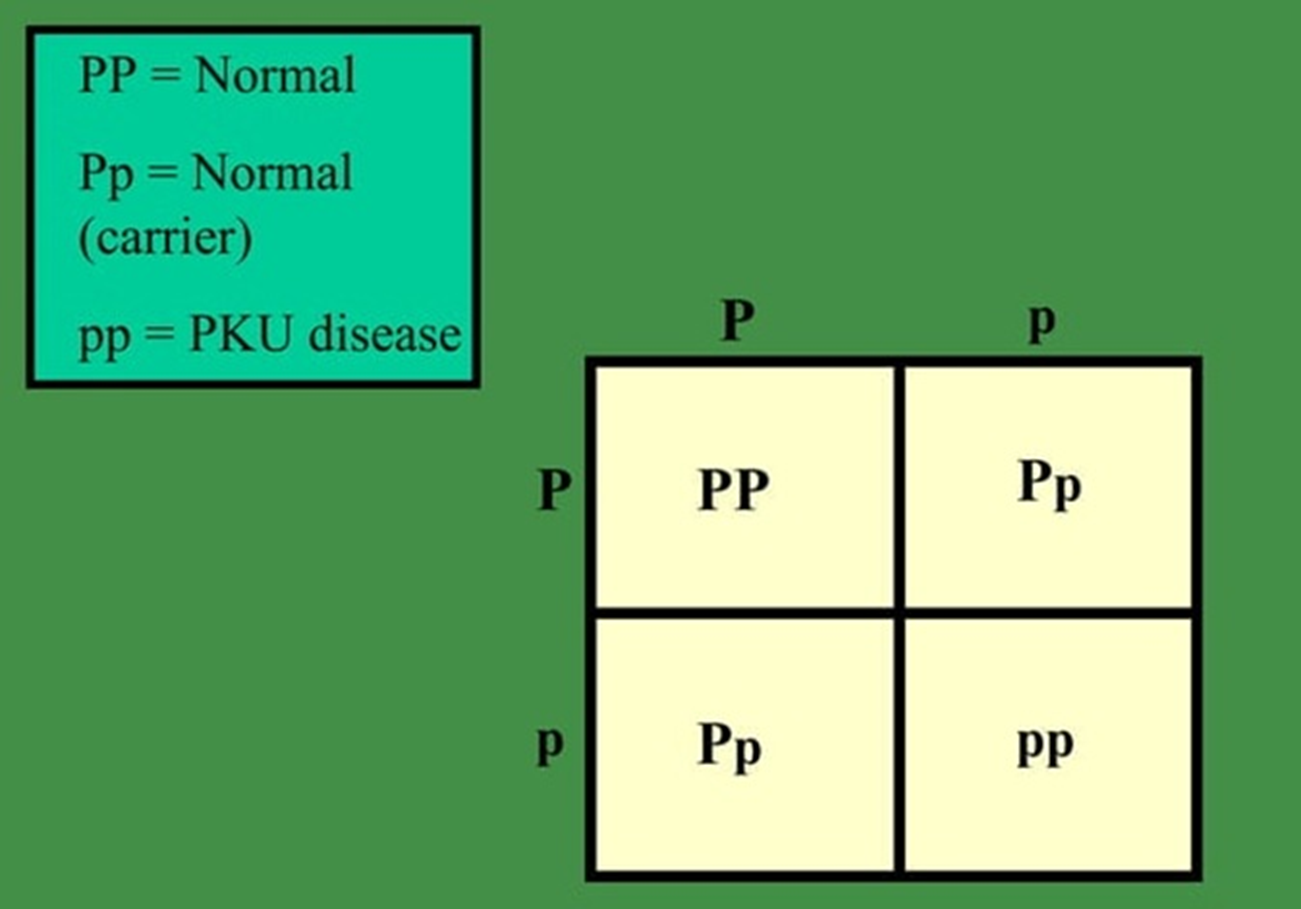 PP = Normal
Pp = Normal
(carrier)
pp = PKU disease
P p
P PP Pp
p Pp pp